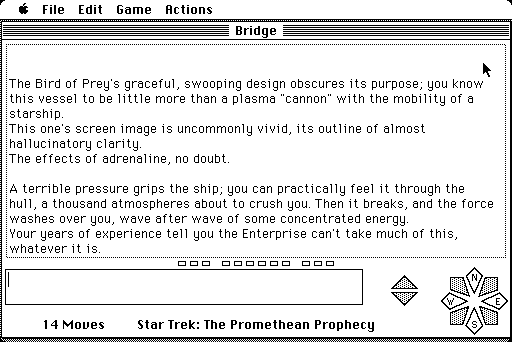 File Edit Game Actions
Bridge
The Bird of Prey's graceful, swooping design obscures its purpose; you know
this vessel to be little more than a plasma "cannon" with the mobility of a
starship.
This one's screen image is uncommonly vivid, its outline of almost
hallucinatory clarity.
The effects of adrenaline, no doubt.
A terrible pressure grips the ship; you can practically feel it through the
hull, a thousand atmospheres about to crush you. Then it breaks, and the force
washes over you, wave after wave of some concentrated energy.
Your years of experience tell you the Enterprise can't take much of this,
whatever it is.
N
W E
S
14 Moves Star Trek: The Promethean Prophecy